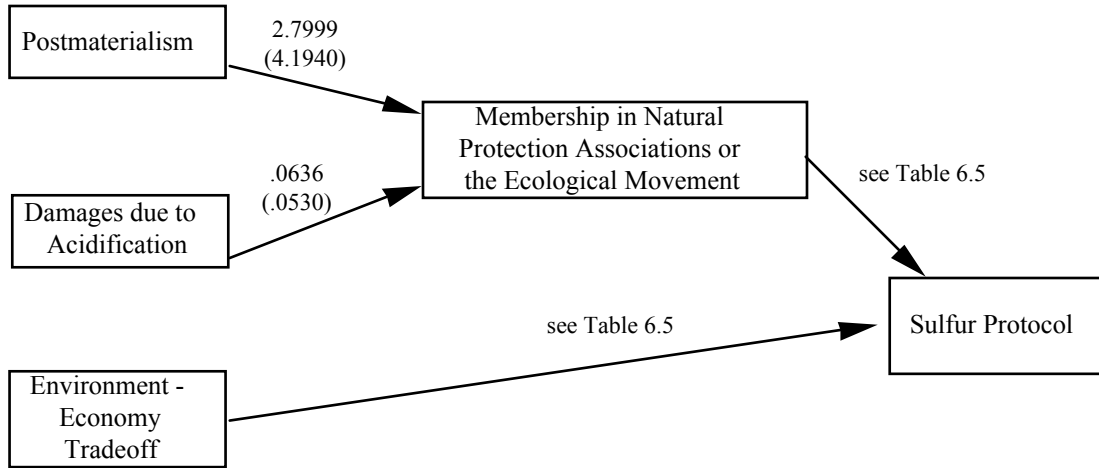 Postmaterialism
2.7999
(4.1940)
Membership in Natural
Protection Associations or
the Ecological Movement
see Table 6.5
.0636
(.0530)
Damages due to
Acidification
see Table 6.5
Sulfur Protocol
Environment -
Economy
Tradeoff